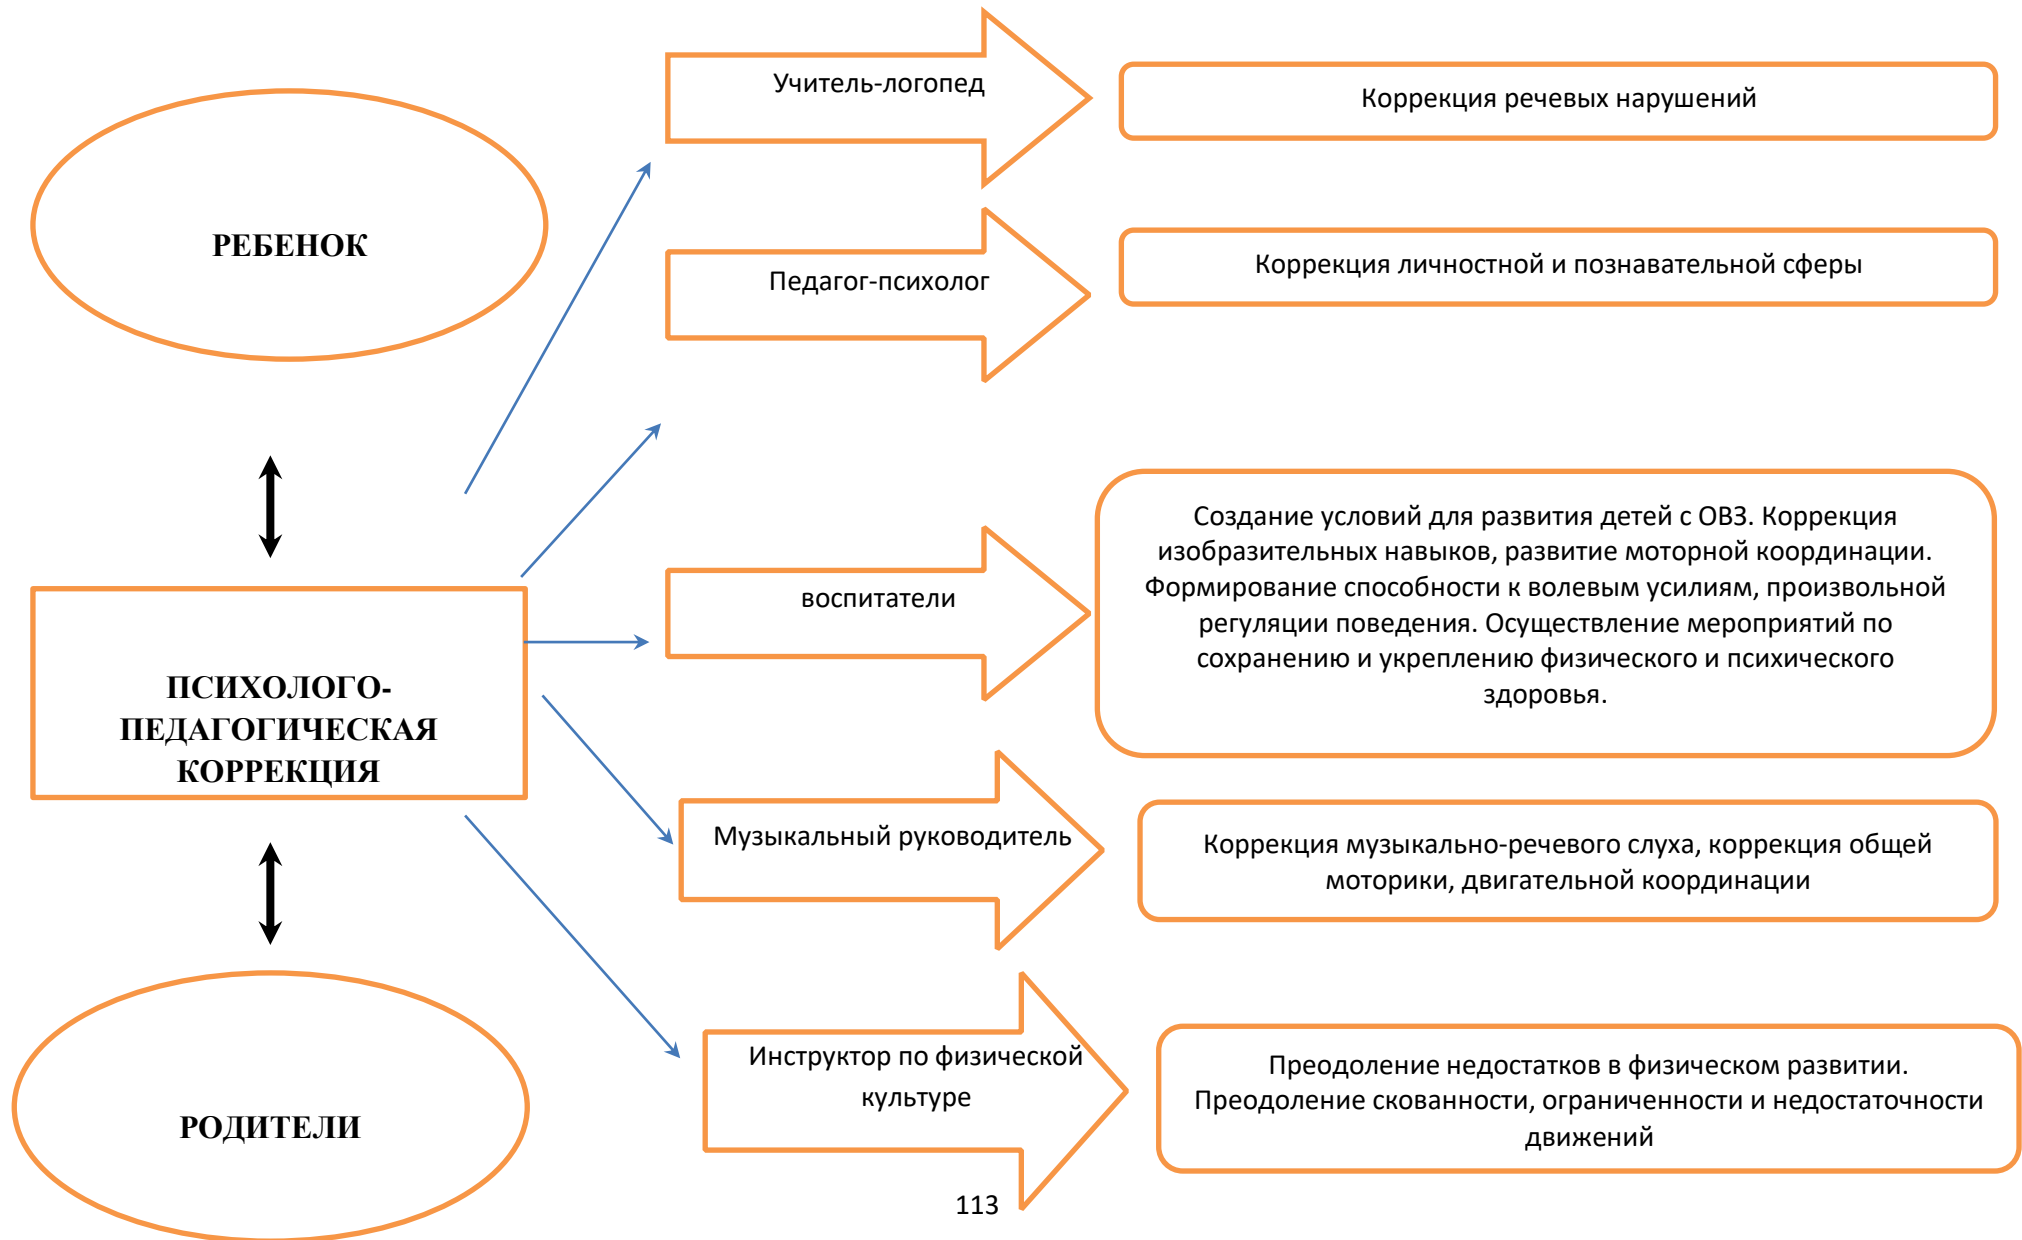 РЕБЕНОК
ПСИХОЛОГО-
ПЕДАГОГИЧЕСКАЯ
КОРРЕКЦИЯ
РОДИТЕЛИ
Учитель-логопед
Коррекция речевых нарушений
Педагог-психолог
Коррекция личностной и познавательной сферы
воспитатели
Создание условий для развития детей с ОВЗ. Коррекция
изобразительных навыков, развитие моторной координации.
Формирование способности к волевым усилиям, произвольной
регуляции поведения. Осуществление мероприятий по
сохранению и укреплению физического и психического
здоровья.
Музыкальный руководитель
Коррекция музыкально-речевого слуха, коррекция общей
моторики, двигательной координации
Инструктор по физической
культуре
Преодоление недостатков в физическом развитии.
Преодоление скованности, ограниченности и недостаточности
движений
113